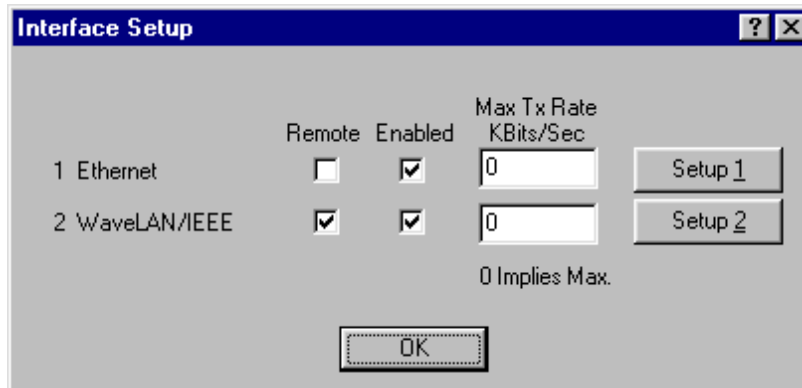 Interface Setup
Max Tx Rate
Remote Enabled KBits/Sec
1 Ethernet 0 Setup 1
2 WaveLAN/IEEE 0 Setup 2
0 Implies Max.
OK